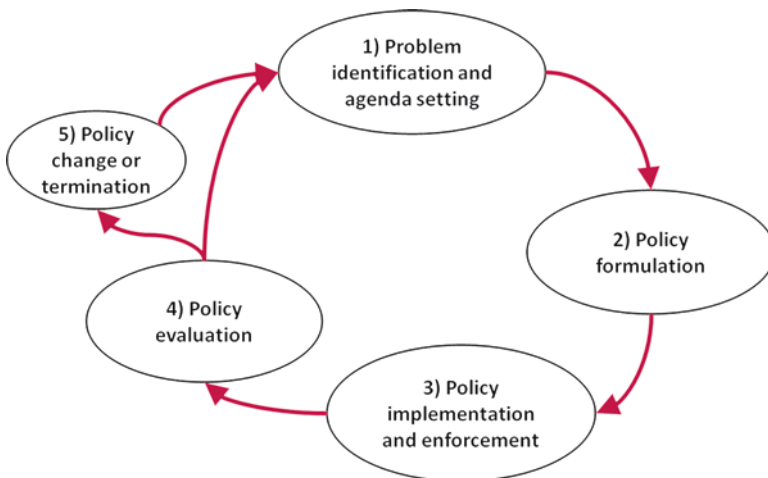 1) Problem
identification and
agenda setting
2) Policy
formulation
3) Policy
implementation
and enforcement
4) Policy
evaluation
5) Policy
change or
termination